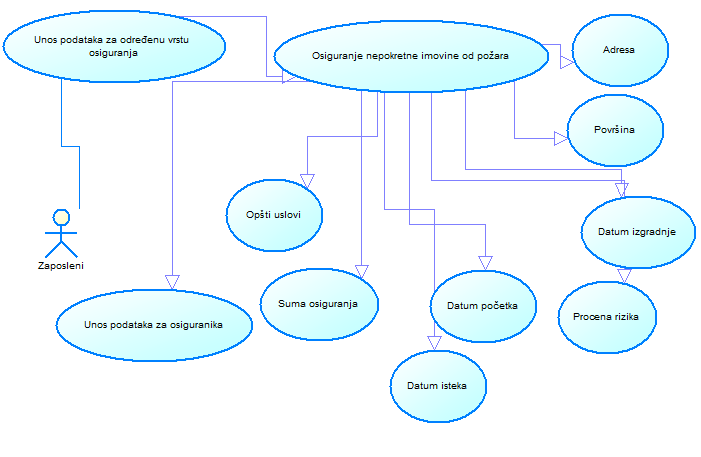 Unos podataka za određenu vrstu
osiguranja
Osiguranje nepokretne imovine od požara
Adresa
Površina
Opšti uslovi
Datum izgradnje
Zaposleni
Suma osiguranja
Datum početka
Procena rizika
Unos podataka za osiguranika
Datum isteka